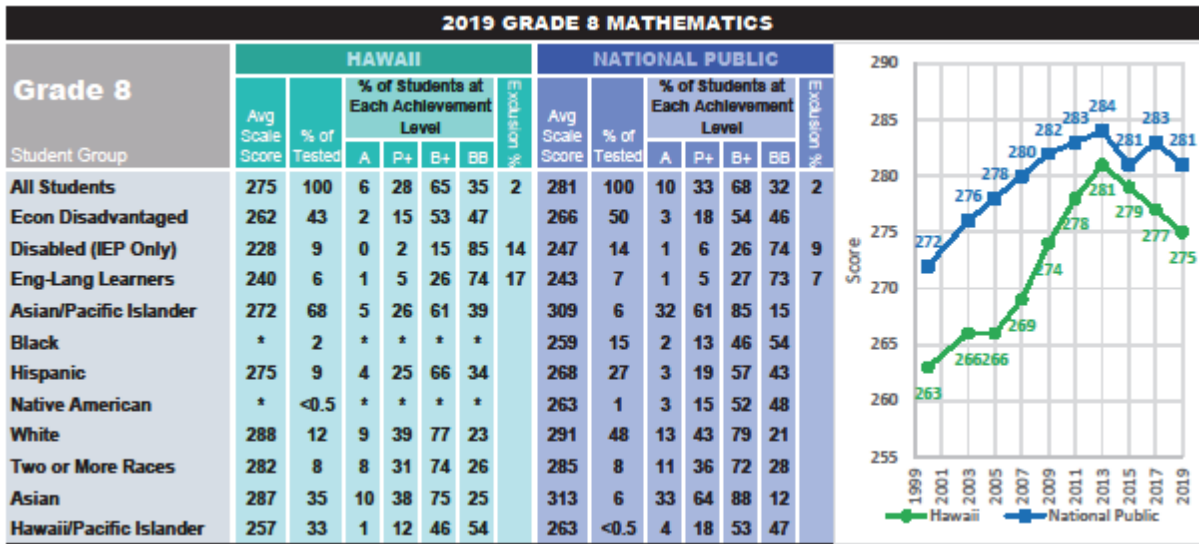 2019 GRADE 8 MATHEMATICS
Grade 8
Student Group
HAWAII
NATIONAL PUBLIC
Avg Scale Score
% of Tested
% of Students at Each Achievement Level
Exclusion %
Avg Scale Score
% of Tested
% of Students at Each Achievement Level
Exclusion %
A P+ B+ BB A P+ B+ BB
All Students 275 100 6 28 65 35 2 281 100 10 33 68 32 2
Econ Disadvantaged 262 43 2 15 53 47 266 50 3 18 54 46
Disabled (IEP Only) 228 9 0 2 15 85 14 247 14 1 6 26 74 9
Eng-Lang Learners 240 6 1 5 26 74 17 243 7 1 5 27 73 7
Asian/Pacific Islander 272 68 5 26 61 39 309 6 32 61 85 15
Black * 2 * * * * 259 15 2 13 46 54
Hispanic 275 9 4 25 66 34 268 27 3 19 57 43
Native American * <0.5 * * * * 263 1 3 15 52 48
White 288 12 9 39 77 23 291 48 13 43 79 21
Two or More Races 282 8 8 31 74 26 285 8 11 36 72 28
Asian 287 35 10 38 75 25 313 6 33 64 88 12
Hawaii/Pacific Islander 257 33 1 12 46 54 263 <0.5 4 18 53 47
Score
290
285
280
275
270
265
260
255
272 276 278 280 282 283 284 281 283 281
263 266 266 269 274 278 281 279 277 275
1999 2001 2003 2005 2007 2009 2011 2013 2015 2017 2019
Hawaii National Public